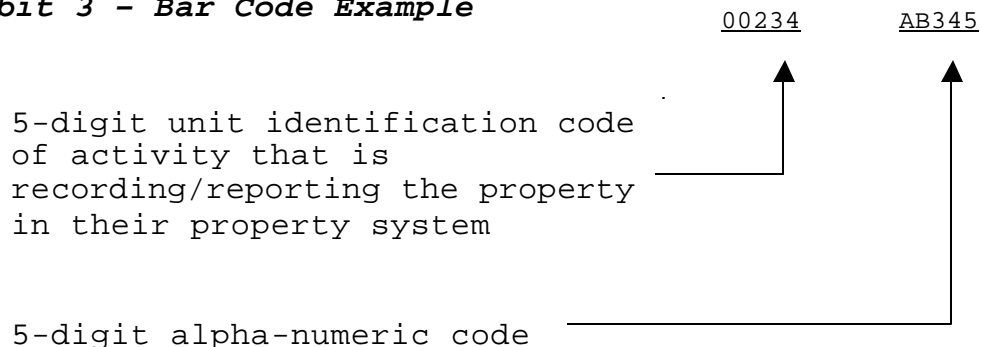 bit 3 – Bar Code Example
00234 AB345
5-digit unit identification code
of activity that is
recording/reporting the property
in their property system
5-digit alpha-numeric code